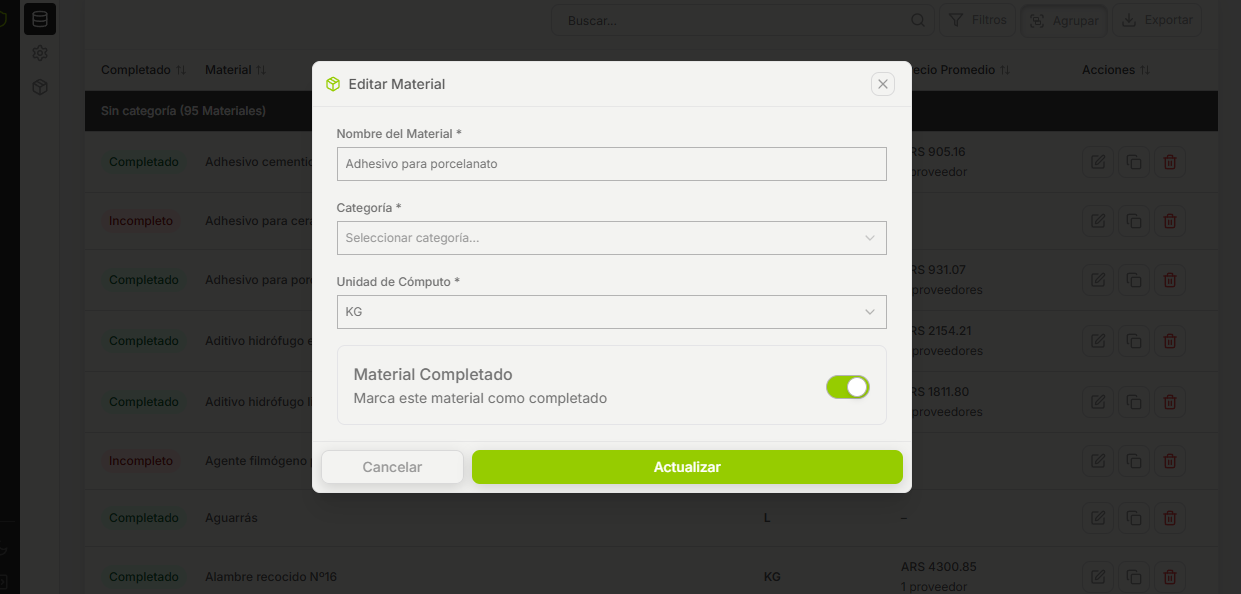 Buscar...
Filtros
Agrupar
Exportar
Completado
Material
ecio Promedio
Acciones
Sin categoría (95 Materiales)
Editar Material
Nombre del Material *
Adhesivo para porcelanato
Categoría *
Seleccionar categoría...
Unidad de Cómputo *
KG
Material Completado
Marca este material como completado
Cancelar
Actualizar
Completado
Adhesivo cementic
RS 905.16
proveedor
Incompleto
Adhesivo para cer
Completado
Adhesivo para por
RS 931.07
proveedores
Completado
Aditivo hidrófugo e
RS 2154.21
proveedores
Completado
Aditivo hidrófugo l
RS 1811.80
proveedores
Incompleto
Agente filmógeno
Completado
Aguarrás
L
–
Completado
Alambre recocido Nº16
KG
ARS 4300.85
1 proveedor